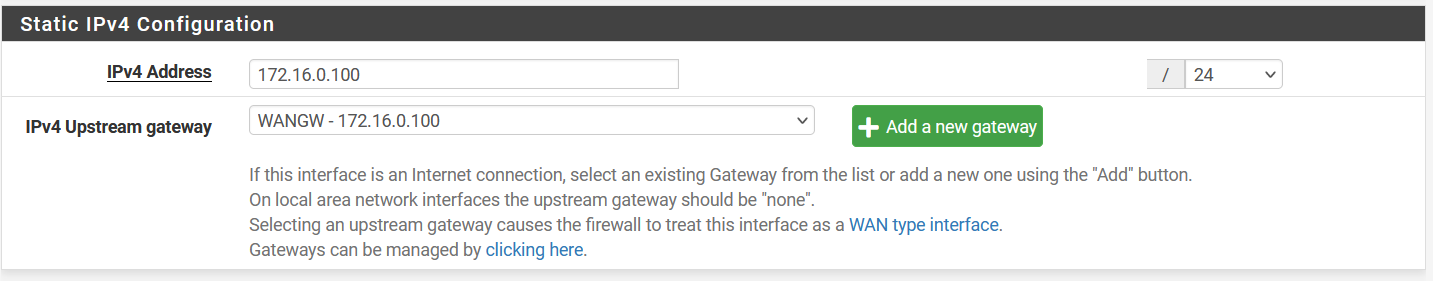 Static IPv4 Configuration
IPv4 Address 172.16.0.100 / 24
IPv4 Upstream gateway WANGW - 172.16.0.100 Add a new gateway
If this interface is an Internet connection, select an existing Gateway from the list or add a new one using the "Add" button.
On local area network interfaces the upstream gateway should be "none".
Selecting an upstream gateway causes the firewall to treat this interface as a WAN type interface.
Gateways can be managed by clicking here.